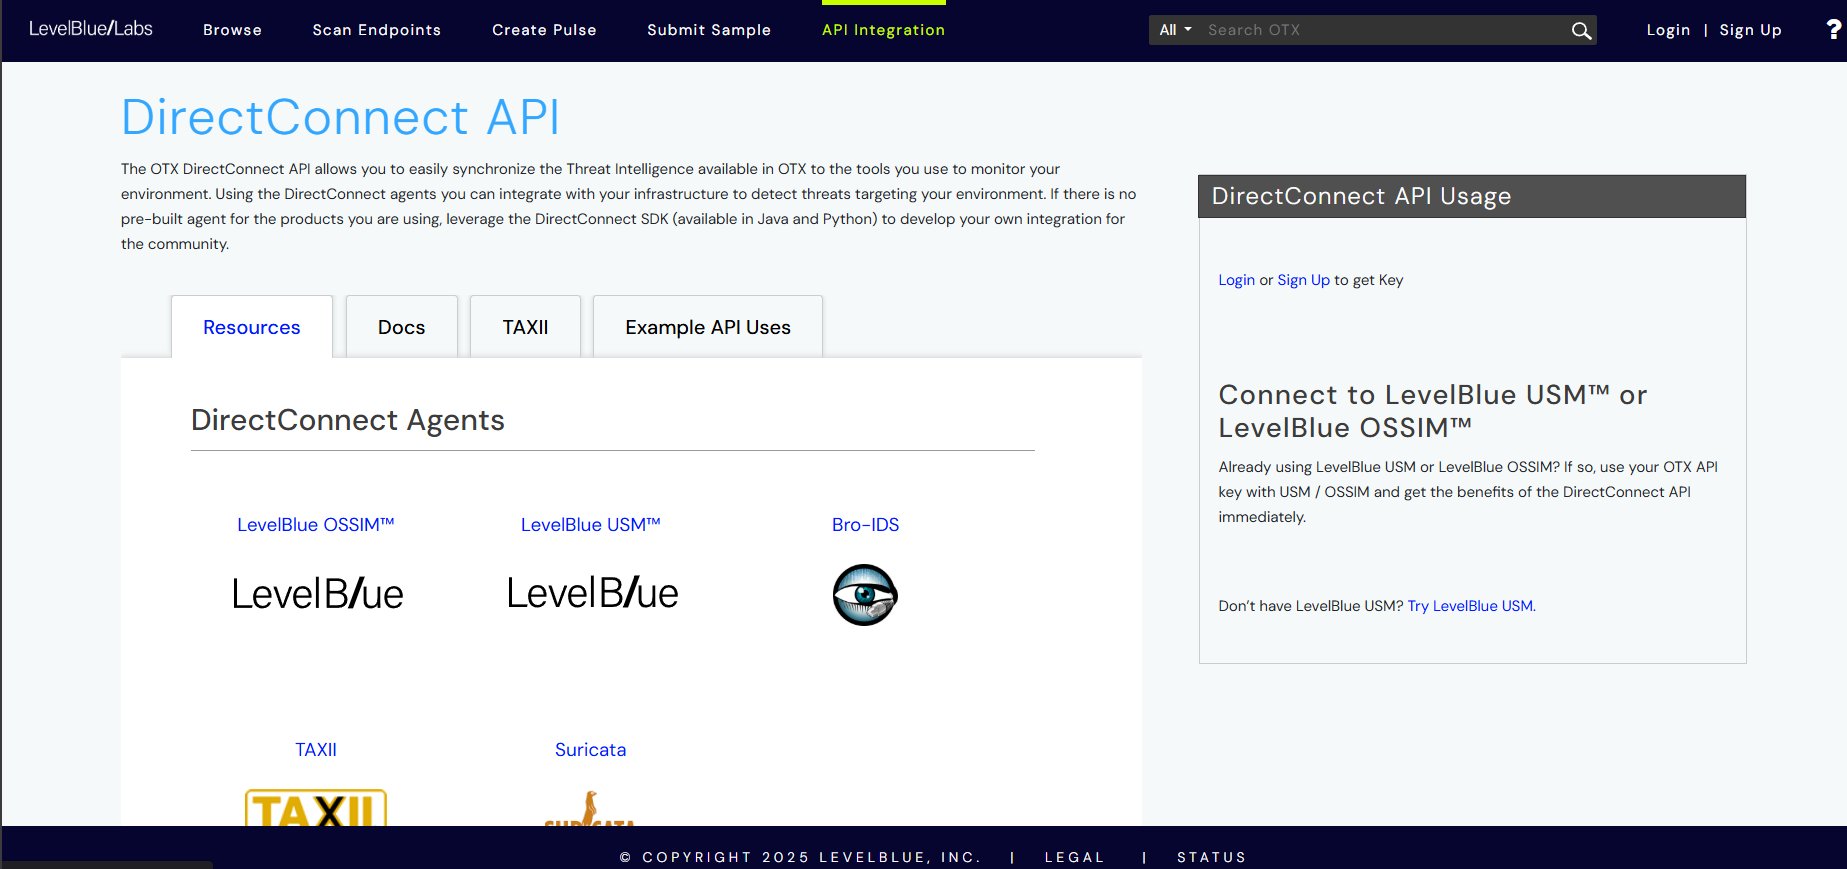 LevelBlue/Labs Browse Scan Endpoints Create Pulse Submit Sample API Integration All Search OTX Login | Sign Up ?
DirectConnect API
The OTX DirectConnect API allows you to easily synchronize the Threat Intelligence available in OTX to the tools you use to monitor your
environment. Using the DirectConnect agents you can integrate with your infrastructure to detect threats targeting your environment. If there is no
pre-built agent for the products you are using, leverage the DirectConnect SDK (available in Java and Python) to develop your own integration for
the community.
Resources Docs TAXII Example API Uses
DirectConnect Agents
LevelBlue OSSIM™ LevelBlue USM™ Bro-IDS
LevelBlue LevelBlue
TAXII Suricata
TAXII SURICATA
DirectConnect API Usage
Login or Sign Up to get Key
Connect to LevelBlue USM™ or
LevelBlue OSSIM™
Already using LevelBlue USM or LevelBlue OSSIM? If so, use your OTX API
key with USM / OSSIM and get the benefits of the DirectConnect API
immediately.
Don't have LevelBlue USM? Try LevelBlue USM.
© COPYRIGHT 2025 LEVELBLUE, INC. | LEGAL | STATUS